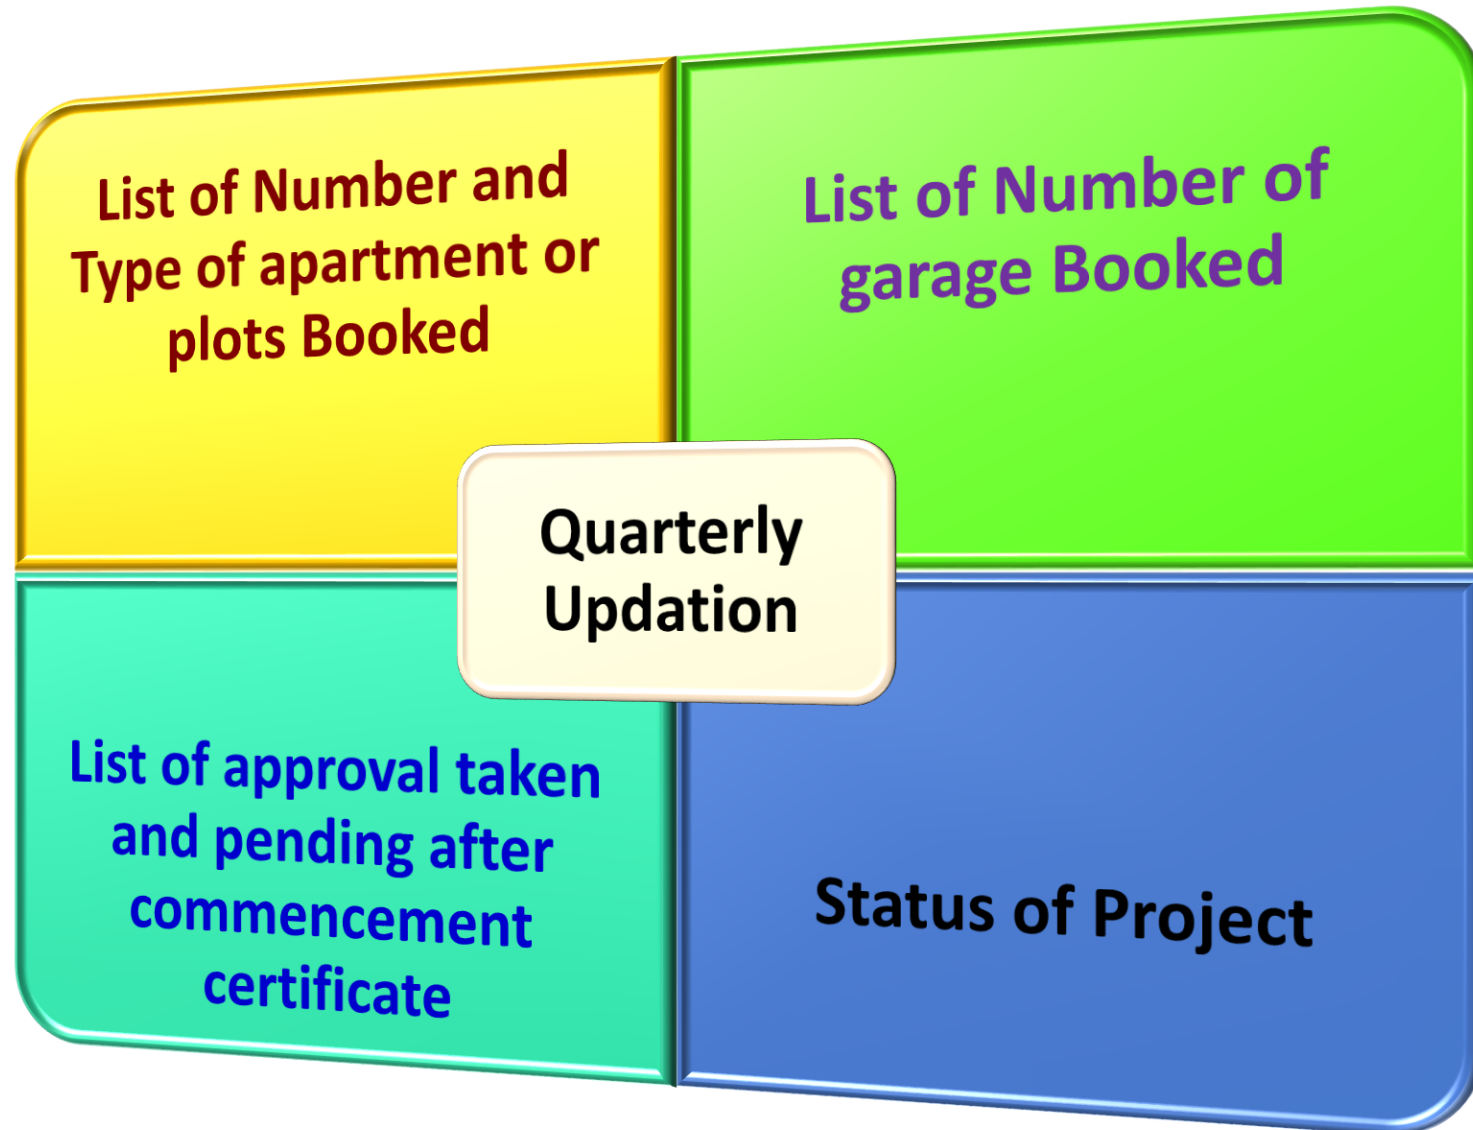 List of Number and
Type of apartment or
plots Booked
List of Number of
garage Booked
Quarterly
Updation
List of approval taken
and pending after
commencement
certificate
Status of Project